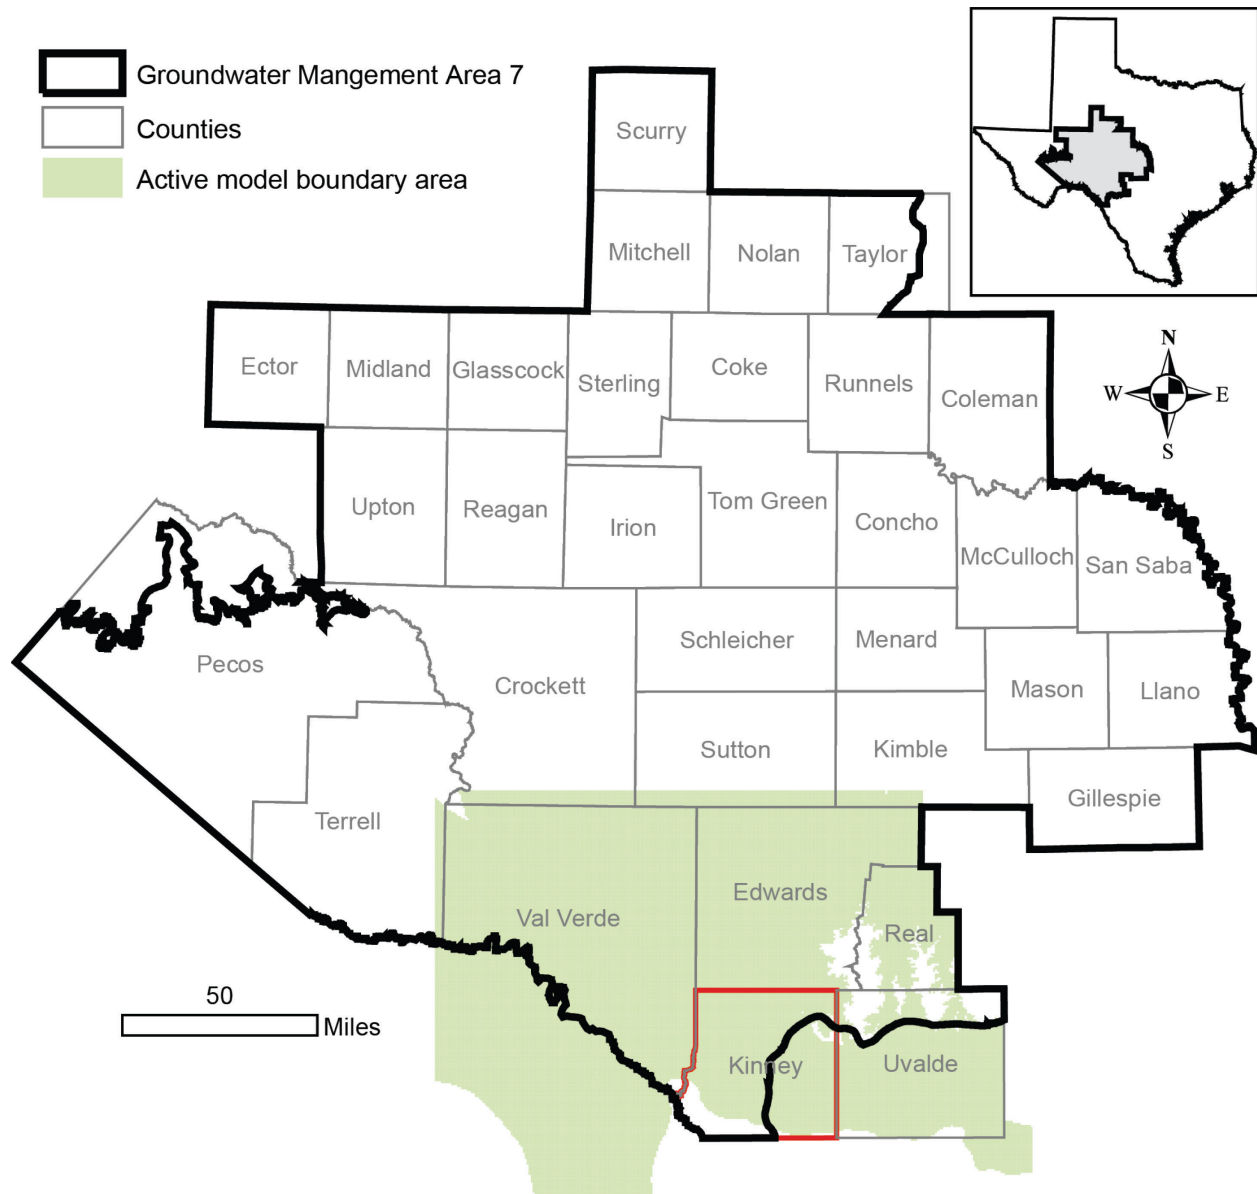 Groundwater Mangement Area 7
Counties
Active model boundary area
Scurry
Mitchell
Nolan
Taylor
Ector
Midland
Glasscock
Sterling
Coke
Runnels
Coleman
N
W
E
S
Upton
Reagan
Irion
Tom Green
Concho
McCulloch
San Saba
Pecos
Crockett
Schleicher
Menard
Mason
Llano
Sutton
Kimble
Gillespie
Terrell
Val Verde
Edwards
Real
Kinney
Uvalde
50
Miles